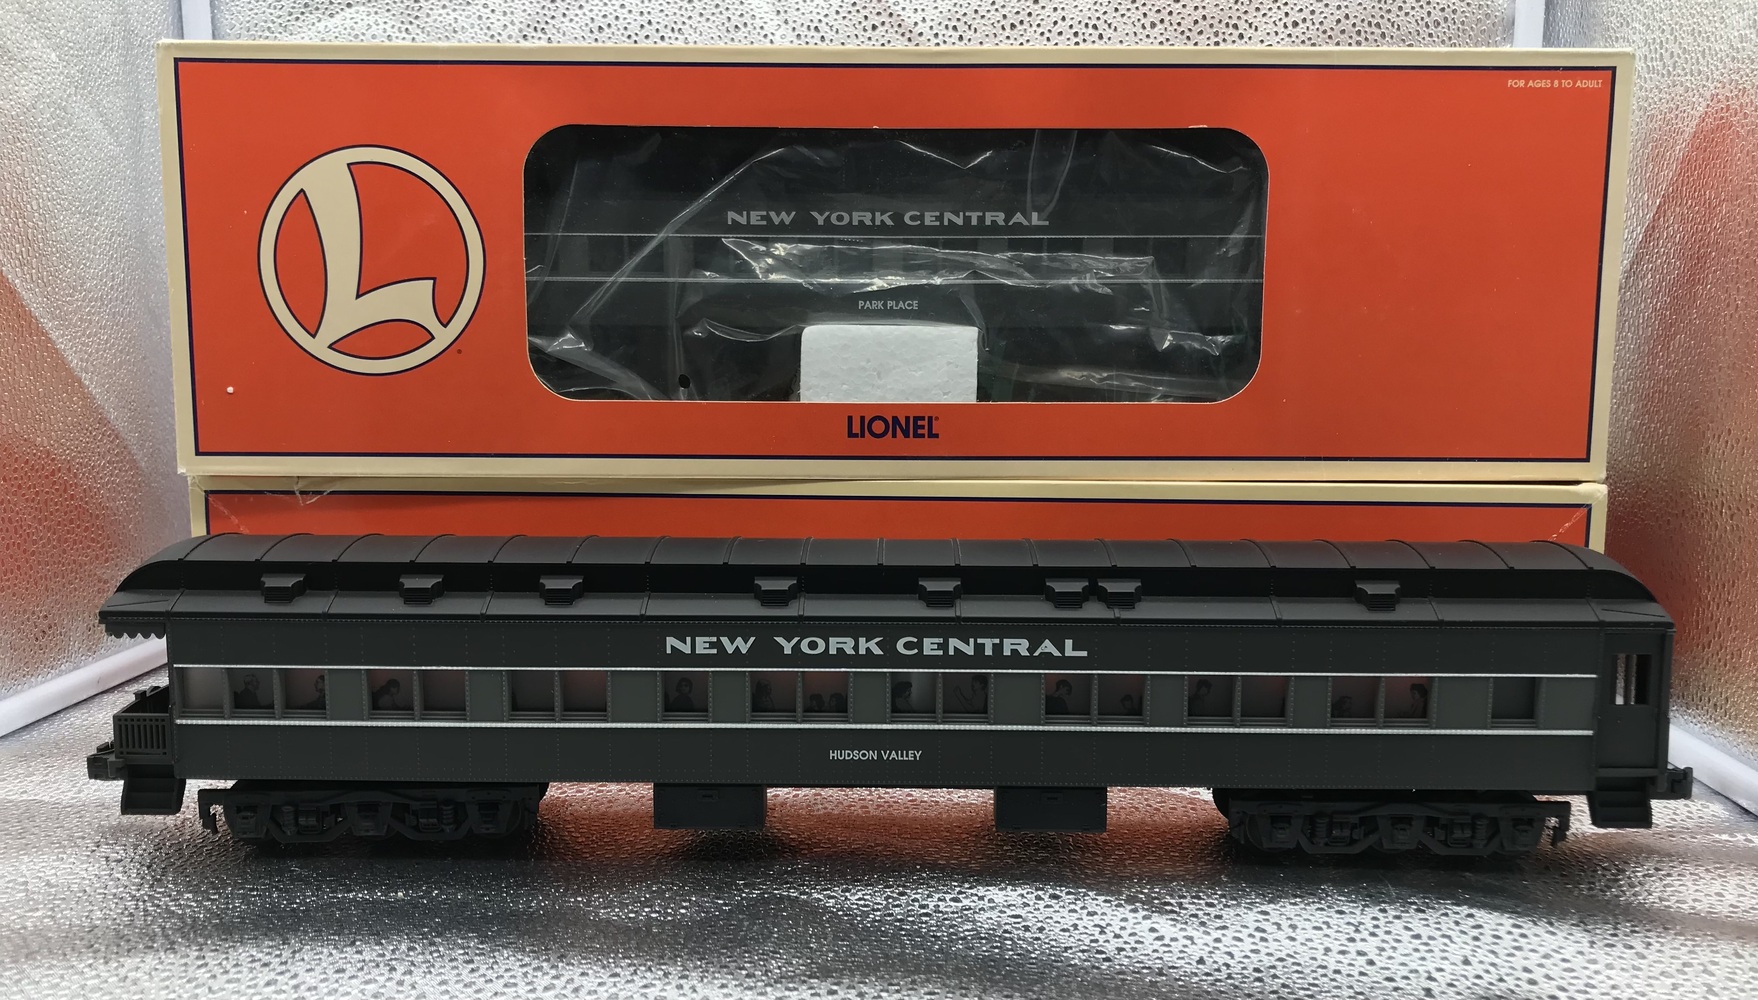 FOR AGES 8 TO ADULT
L
NEW YORK CENTRAL
PARK PLACE
LIONEL
NEW YORK CENTRAL
HUDSON VALLEY